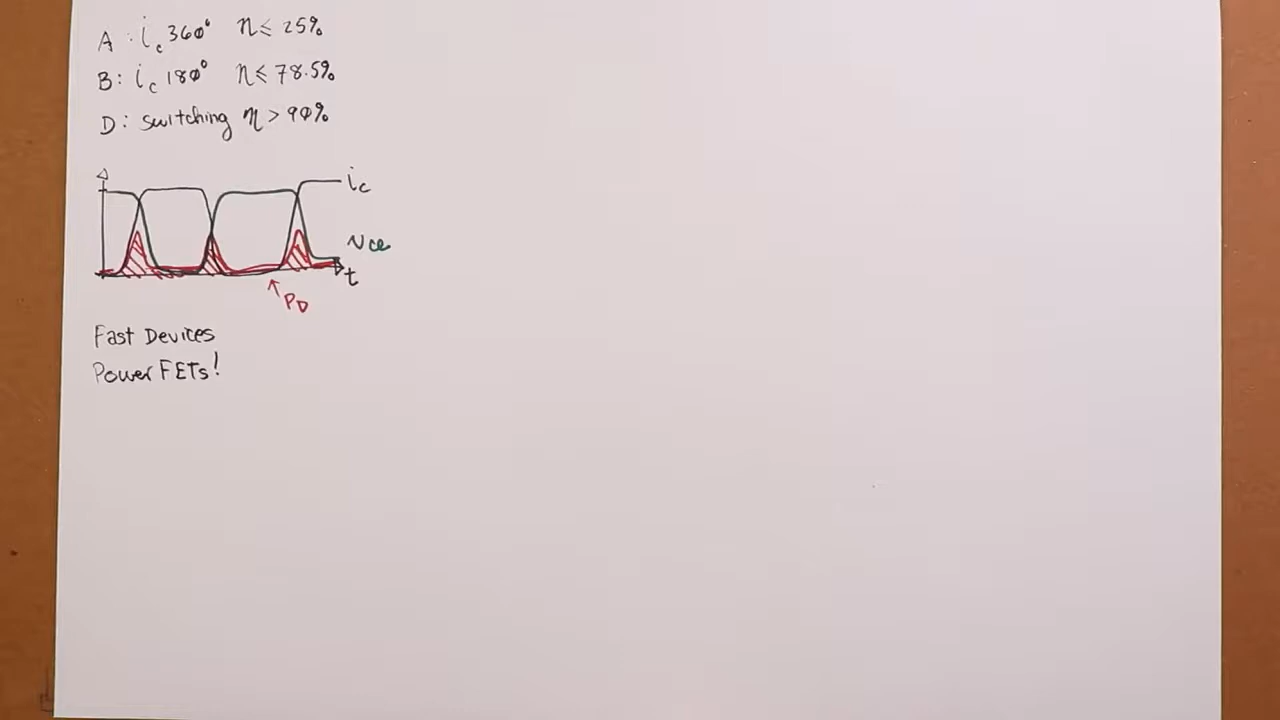 A: ic 360° η ≤ 25%
B: ic 180° η ≤ 78.5%
D: switching η > 90%
ic
vce
t
PD
Fast Devices
Power FETs!